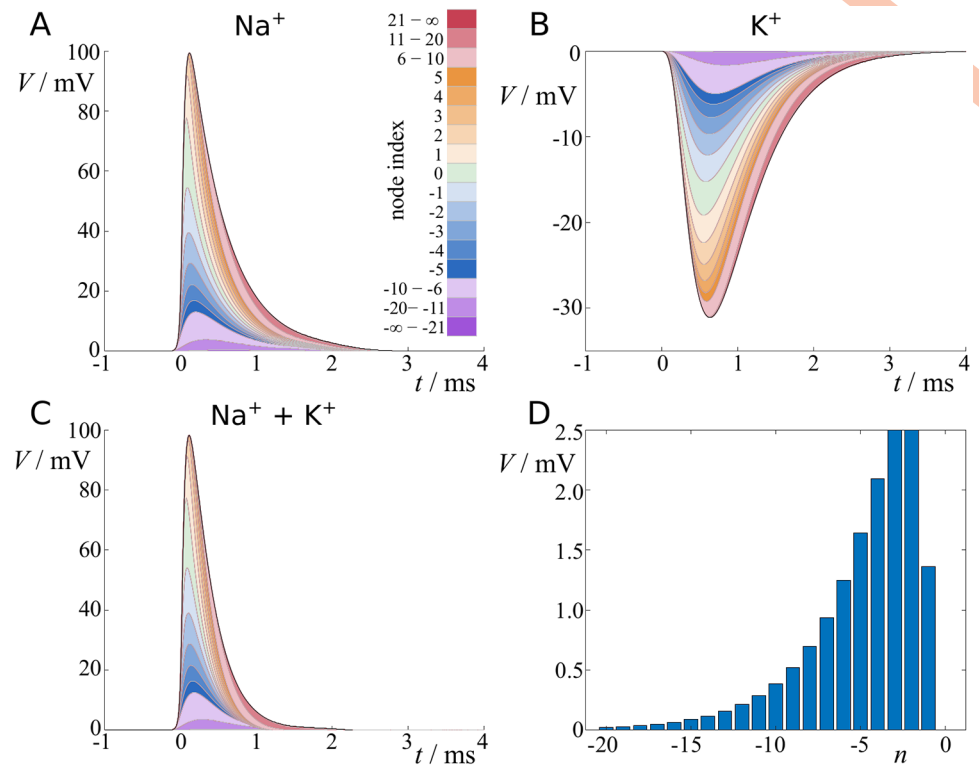 A
Na⁺
V / mV
100
80
60
40
20
0
-1
0
1
2
3
4
t / ms
node index
21 – ∞
11 – 20
6 – 10
5
4
3
2
1
0
-1
-2
-3
-4
-5
-10 – -6
-20– -11
-∞ – -21
B
K⁺
V / mV
0
-10
-20
-30
-1
0
1
2
3
4
t / ms
C
Na⁺ + K⁺
V / mV
100
80
60
40
20
0
-1
0
1
2
3
4
t / ms
D
V / mV
2.5
2.0
1.5
1.0
0.5
0
-20
-15
-10
-5
0
n